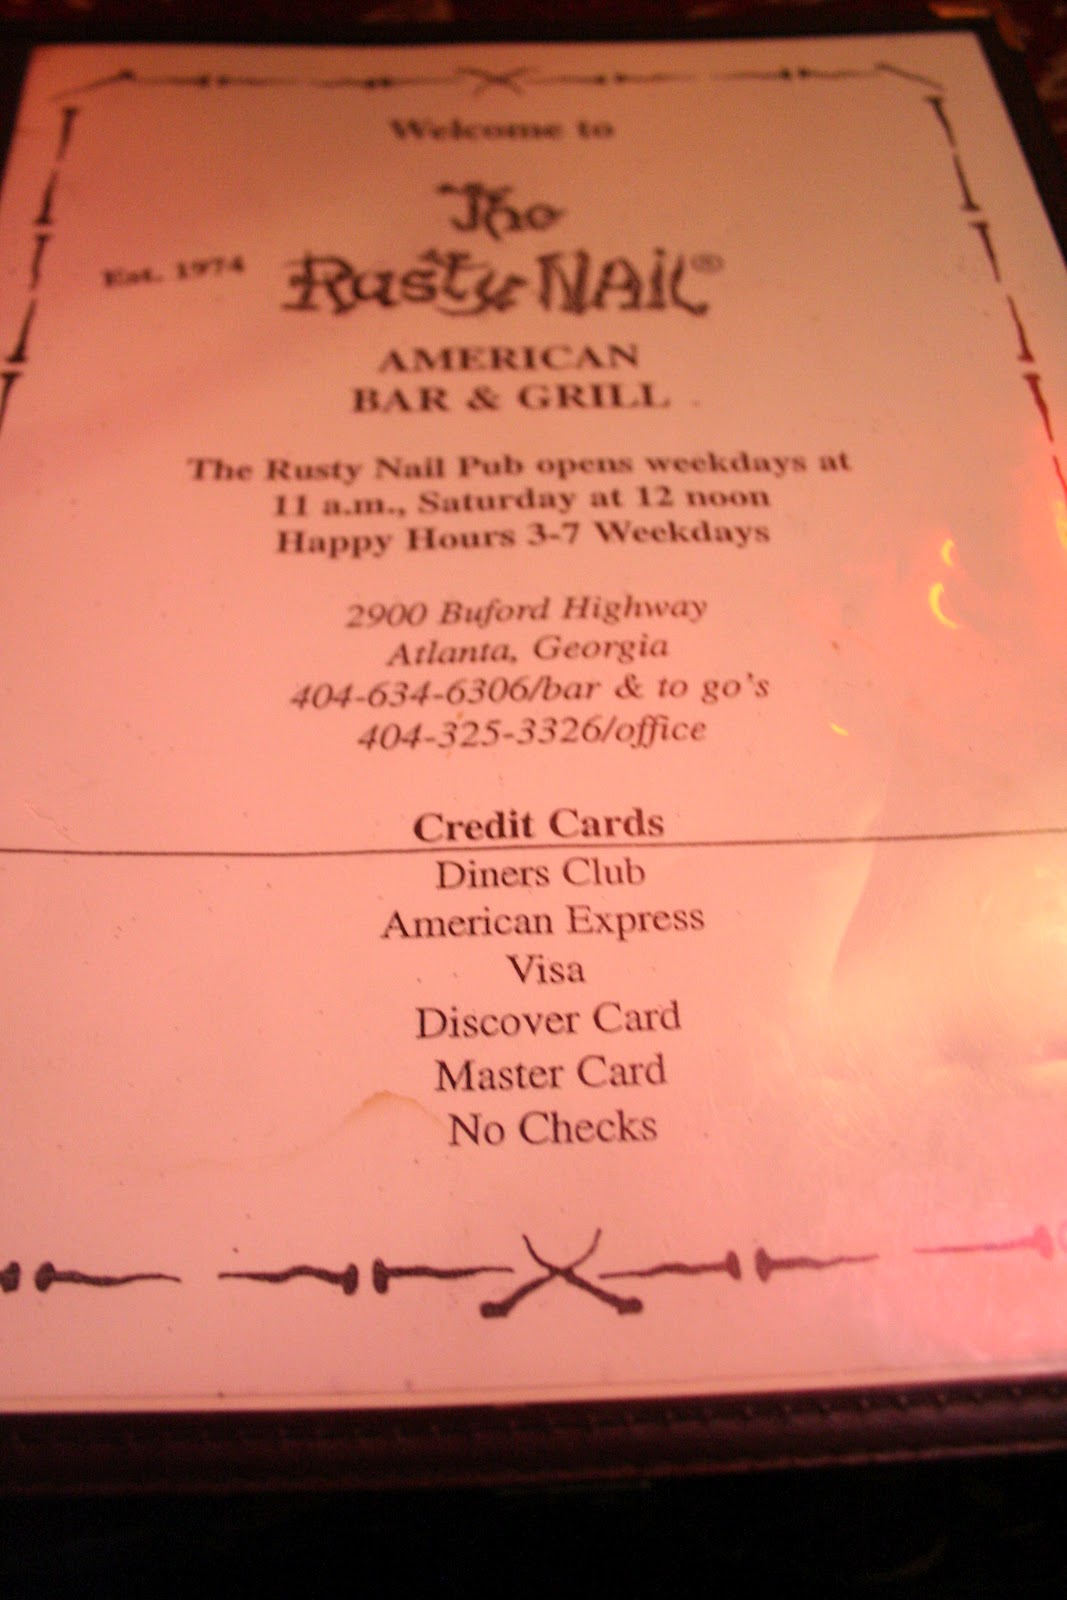 Welcome to
The
Est. 1974
Rusty Nail®
AMERICAN
BAR & GRILL
The Rusty Nail Pub opens weekdays at
11 a.m., Saturday at 12 noon
Happy Hours 3-7 Weekdays
2900 Buford Highway
Atlanta, Georgia
404-634-6306/bar & to go's
404-325-3326/office
Credit Cards
Diners Club
American Express
Visa
Discover Card
Master Card
No Checks